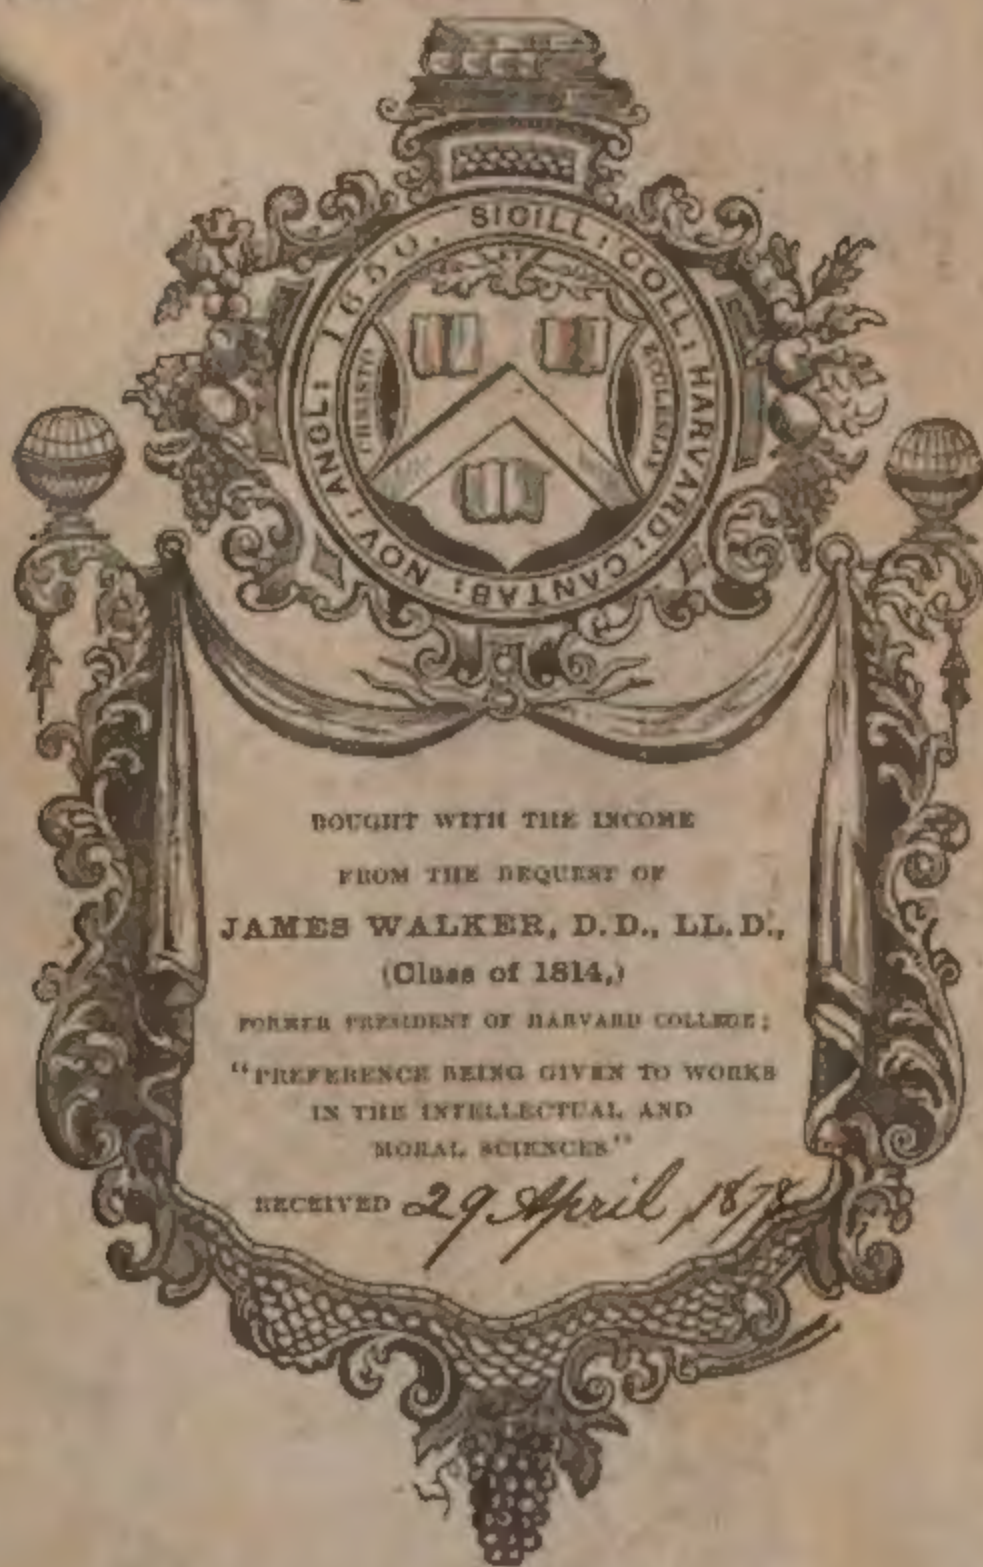 SIGILL : COLL : HARVARD : CANTAB : NOV : ANGL : 1650.
CHRISTO
ECCLESIAE
BOUGHT WITH THE INCOME
FROM THE BEQUEST OF
JAMES WALKER, D.D., LL.D.,
(Class of 1814,)
FORMER PRESIDENT OF HARVARD COLLEGE;
"PREFERENCE BEING GIVEN TO WORKS
IN THE INTELLECTUAL AND
MORAL SCIENCES"
RECEIVED 29 April, 1878